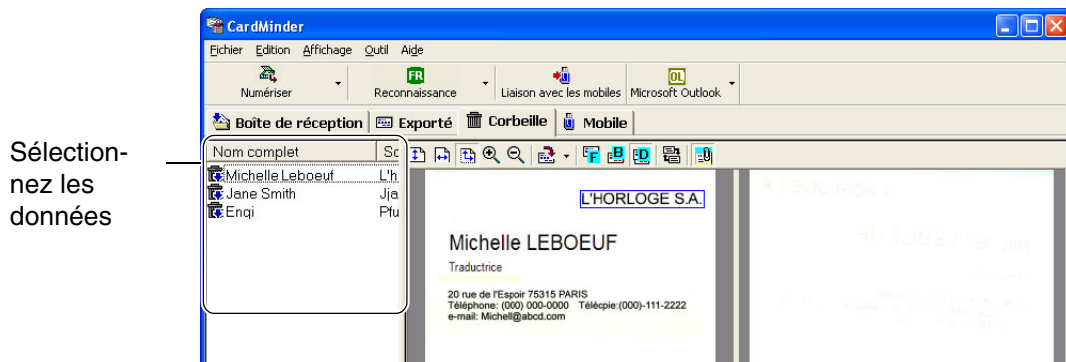 CardMinder
Fichier Edition Affichage Outil Aide
Numériser Reconnaissance Liaison avec les mobiles Microsoft Outlook
FR OL
Boîte de réception Exporté Corbeille Mobile
Sélection-
nez les
données
Nom complet Sc
Michelle Leboeuf L'h
Jane Smith Jja
Enqi Pfu
F B D
L'HORLOGE S.A.
Michelle LEBOEUF
Traductrice
20 rue de l'Espoir 75315 PARIS
Téléphone: (000) 000-0000 Télécpie:(000)-111-2222
e-mail: Michell@abcd.com